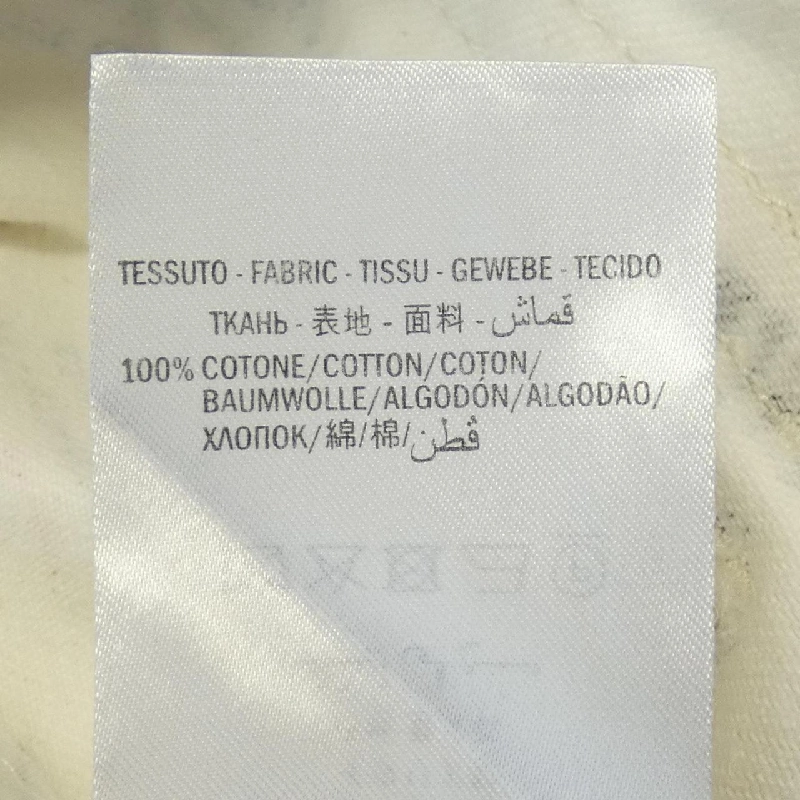 TESSUTO - FABRIC - TISSU - GEWEBE - TECIDO
ТКАНЬ - 表地 - 面料 - قماش
100% COTONE/COTTON/COTON/
BAUMWOLLE/ALGODÓN/ALGODÃO/
ХЛОПОК/綿/棉/قطن